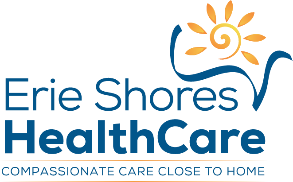 Erie Shores
HealthCare
COMPASSIONATE CARE CLOSE TO HOME